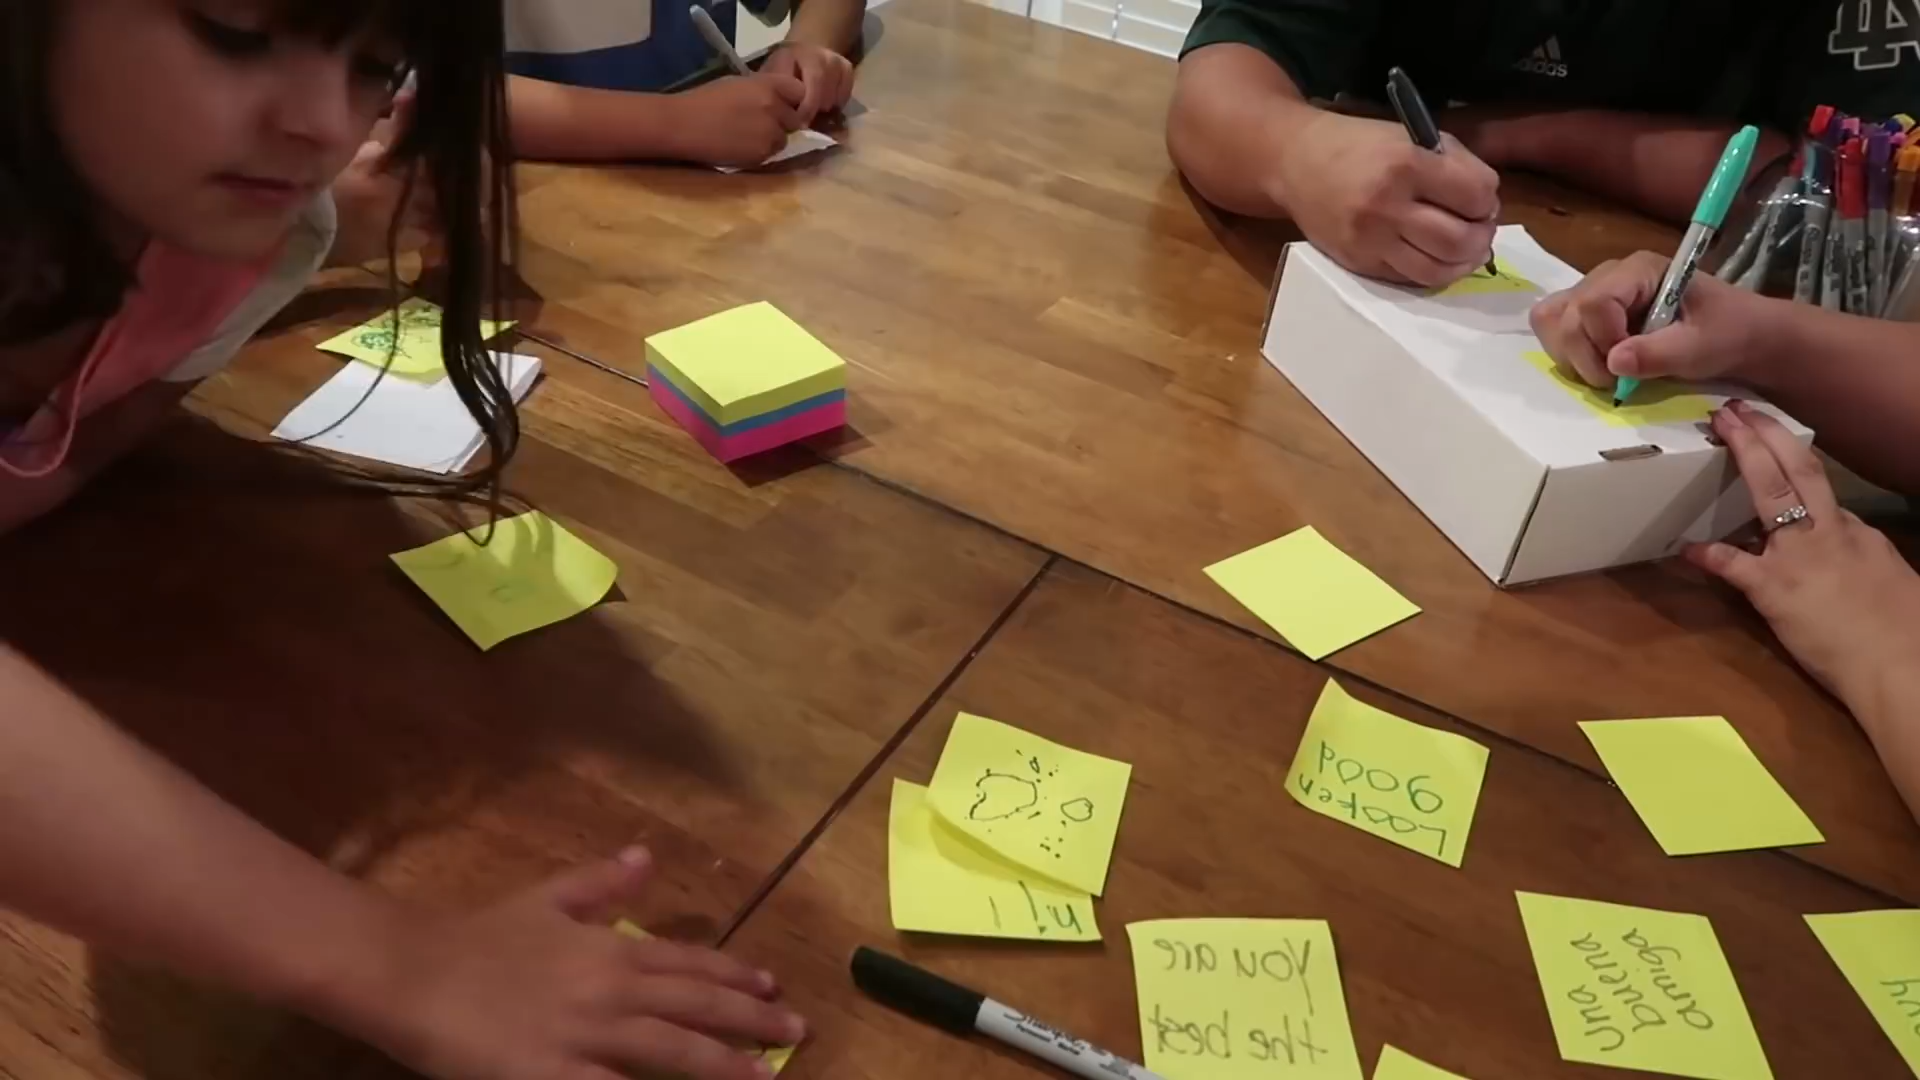 adidas
Sharpie
hi!
Looken
good
You are
the best
Una
buena
amiga